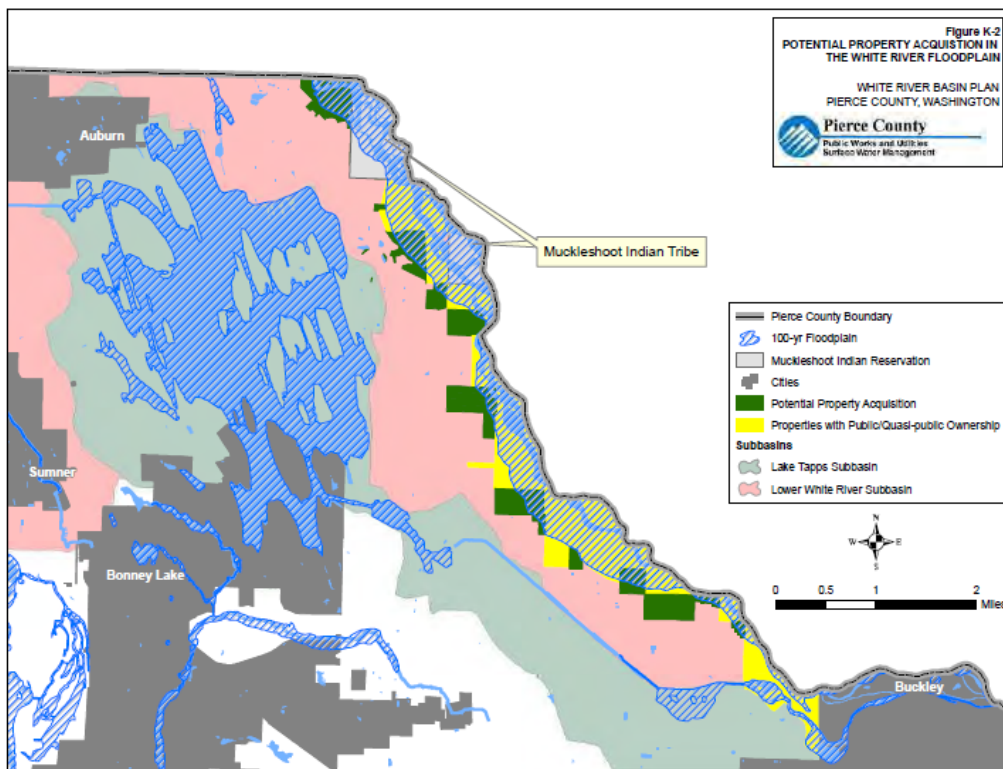 Figure K-2
POTENTIAL PROPERTY ACQUISTION IN
THE WHITE RIVER FLOODPLAIN
WHITE RIVER BASIN PLAN
PIERCE COUNTY, WASHINGTON
Pierce County
Public Works and Utilities
Surface Water Management
Auburn
Muckleshoot Indian Tribe
Pierce County Boundary
100-yr Floodplain
Muckleshoot Indian Reservation
Cities
Potential Property Acquisition
Properties with Public/Quasi-public Ownership
Subbasins
Lake Tapps Subbasin
Lower White River Subbasin
Sumner
Bonney Lake
N
W E
S
0 0.5 1 2
Miles
Buckley